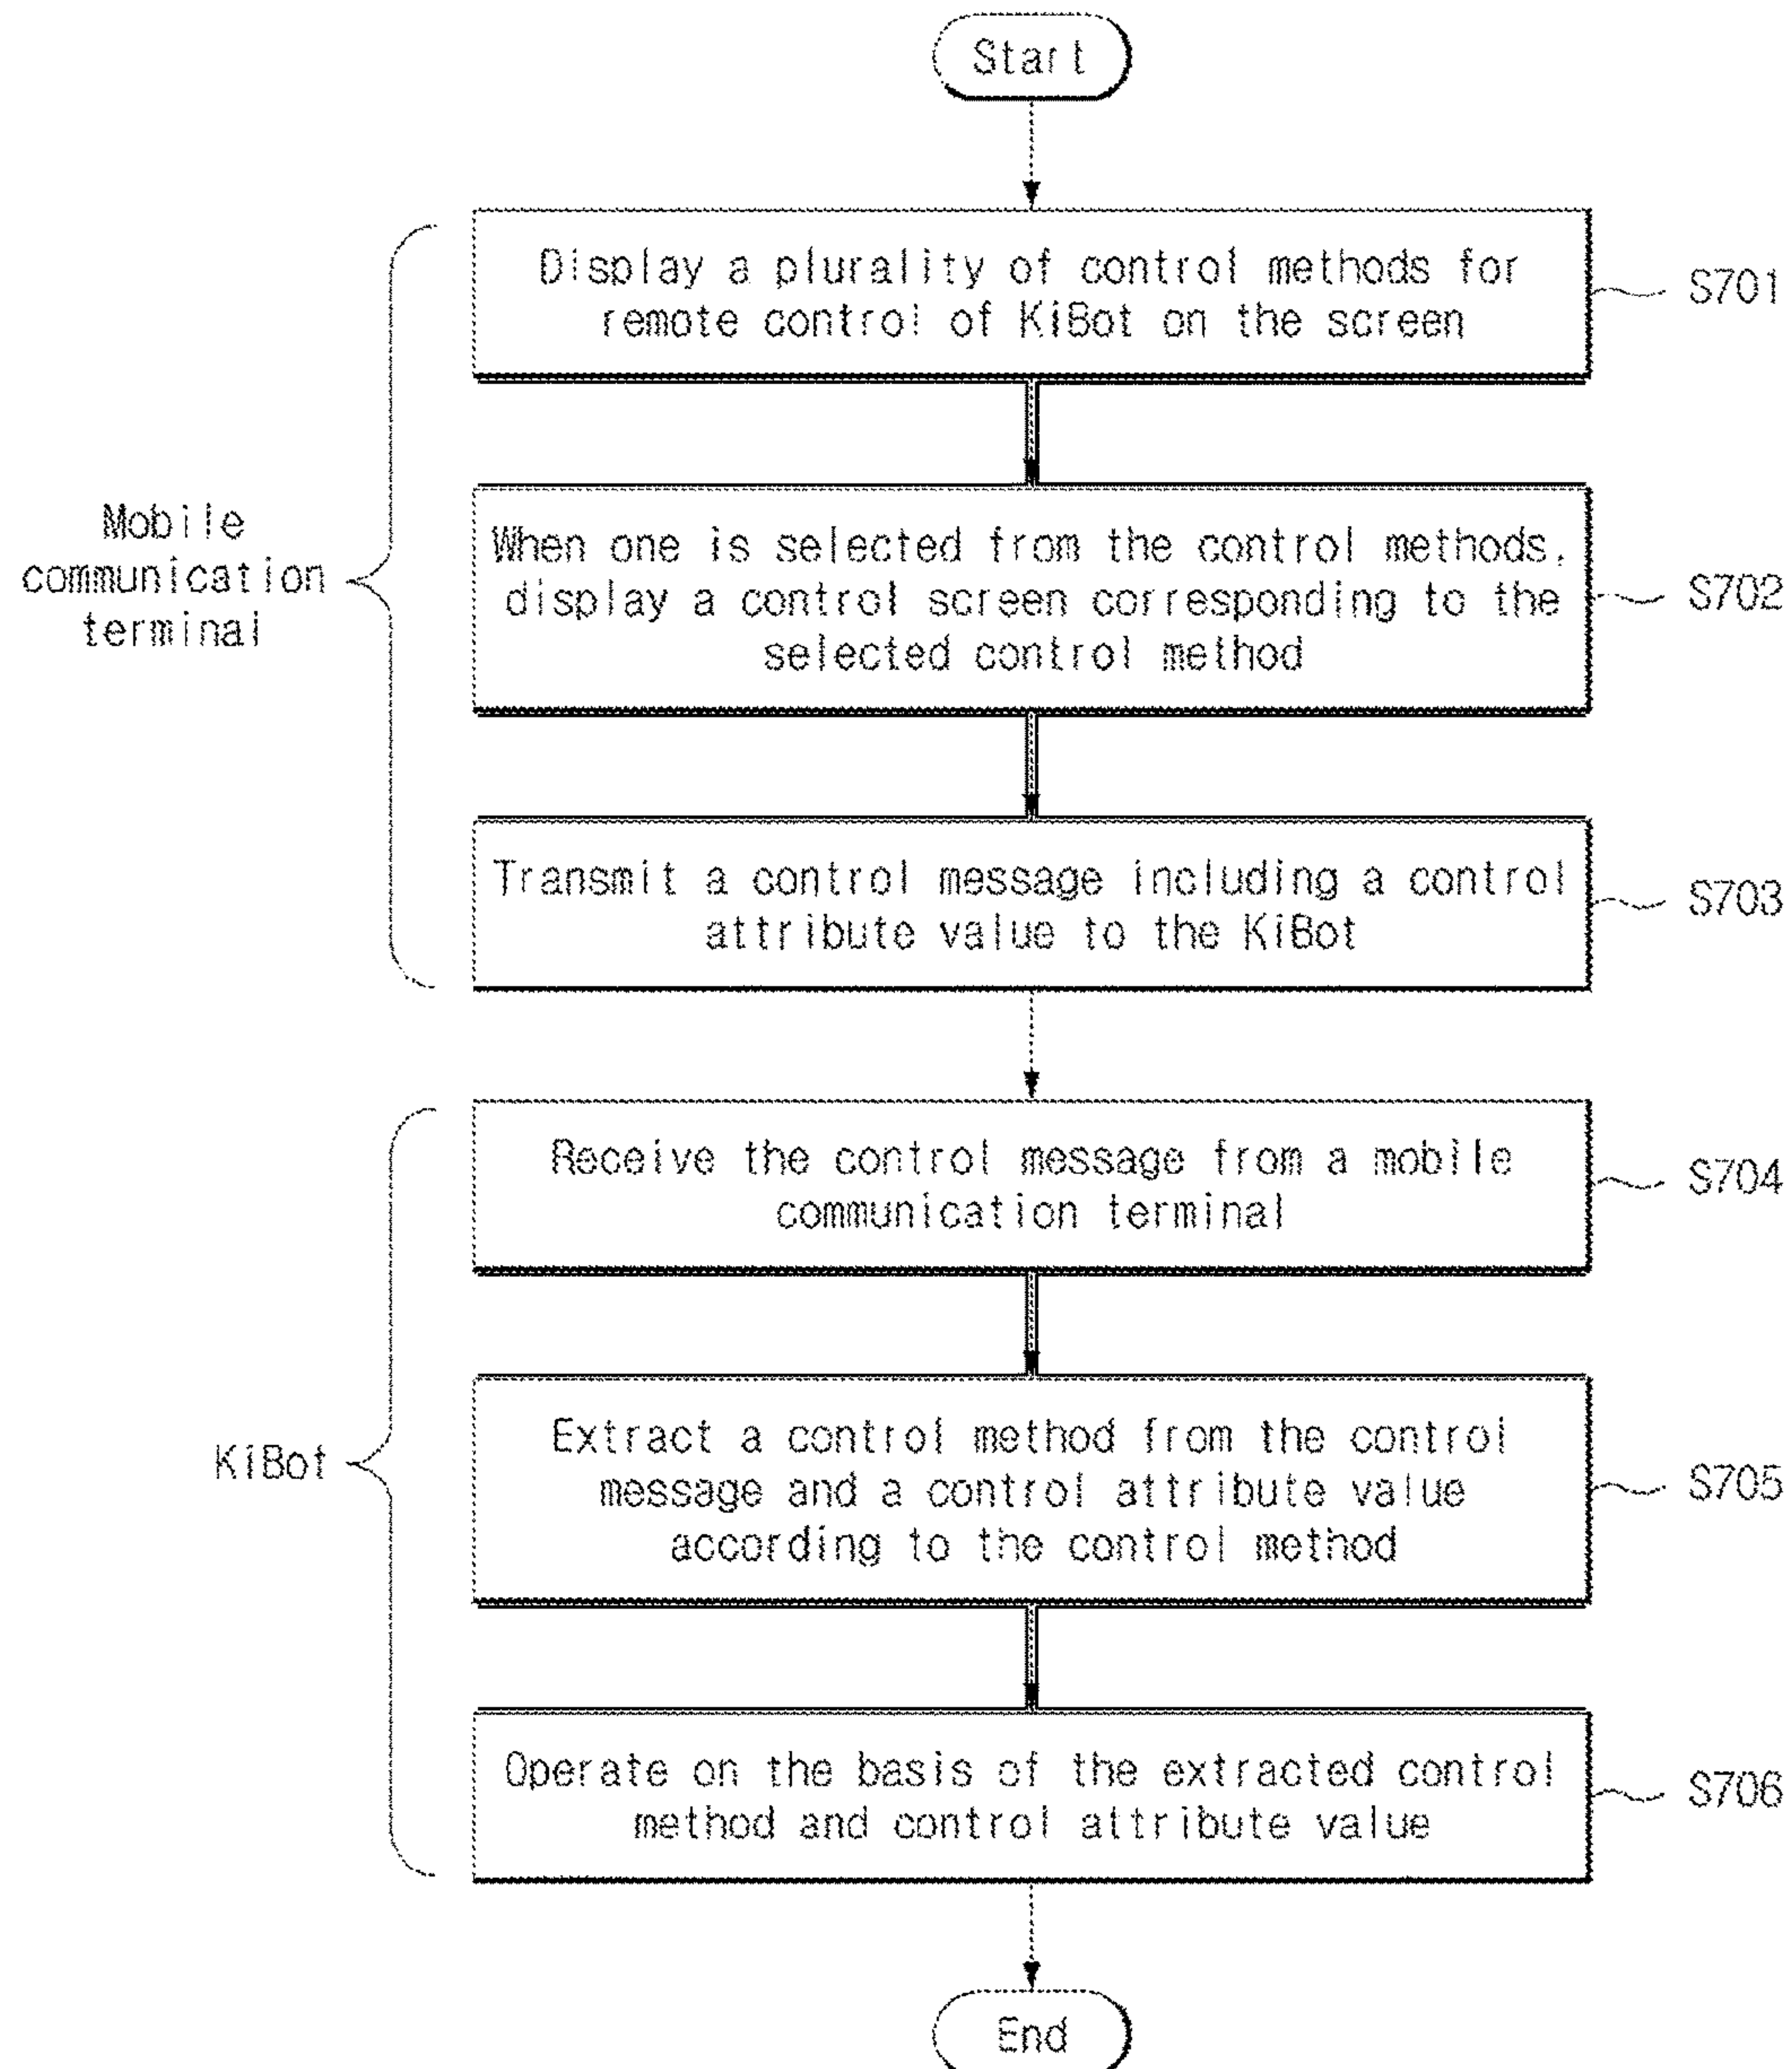 Start
Display a plurality of control methods for
remote control of KiBot on the screen
S701
Mobile
communication
terminal
When one is selected from the control methods,
display a control screen corresponding to the
selected control method
S702
Transmit a control message including a control
attribute value to the KiBot
S703
Receive the control message from a mobile
communication terminal
S704
KiBot
Extract a control method from the control
message and a control attribute value
according to the control method
S705
Operate on the basis of the extracted control
method and control attribute value
S706
End